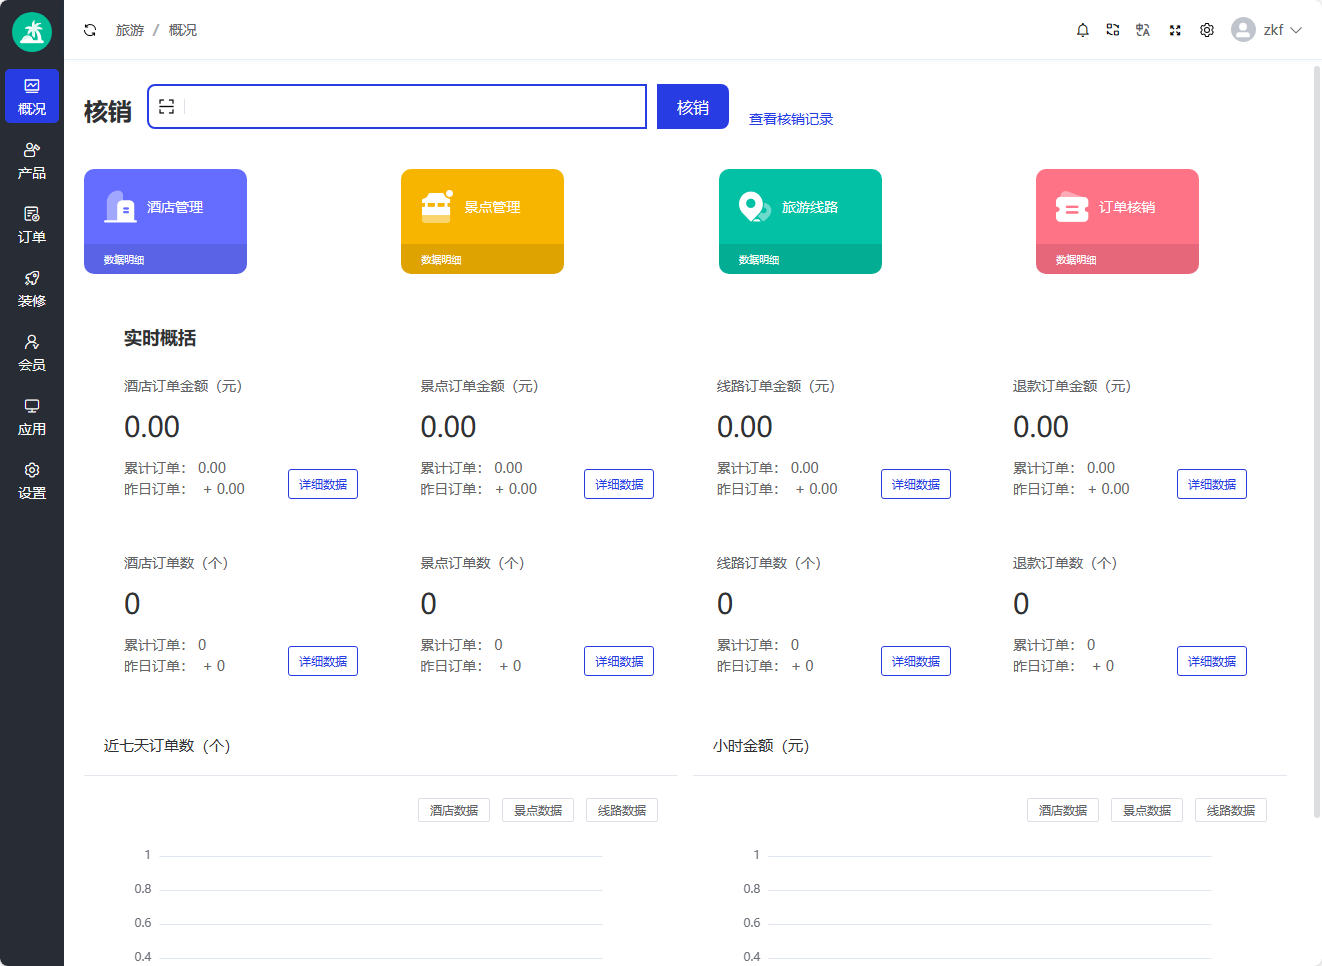 旅游 / 概况
zkf
概况
产品
订单
装修
会员
应用
设置
核销
核销
查看核销记录
酒店管理
数据明细
景点管理
数据明细
旅游线路
数据明细
订单核销
数据明细
实时概括
酒店订单金额（元）
0.00
累计订单： 0.00
昨日订单： + 0.00
详细数据
景点订单金额（元）
0.00
累计订单： 0.00
昨日订单： + 0.00
详细数据
线路订单金额（元）
0.00
累计订单： 0.00
昨日订单： + 0.00
详细数据
退款订单金额（元）
0.00
累计订单： 0.00
昨日订单： + 0.00
详细数据
酒店订单数（个）
0
累计订单： 0
昨日订单： + 0
详细数据
景点订单数（个）
0
累计订单： 0
昨日订单： + 0
详细数据
线路订单数（个）
0
累计订单： 0
昨日订单： + 0
详细数据
退款订单数（个）
0
累计订单： 0
昨日订单： + 0
详细数据
近七天订单数（个）
酒店数据 景点数据 线路数据
1
0.8
0.6
0.4
小时金额（元）
酒店数据 景点数据 线路数据
1
0.8
0.6
0.4